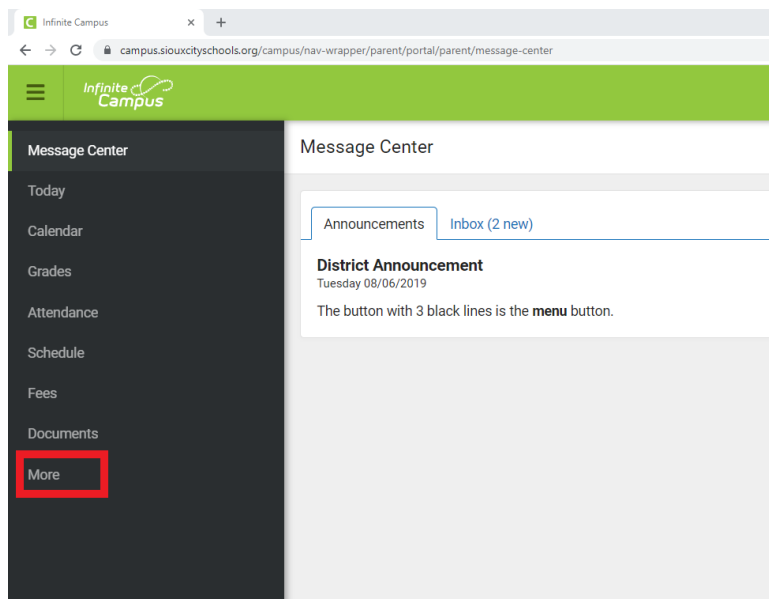 Infinite Campus
campus.siouxcityschools.org/campus/nav-wrapper/parent/portal/parent/message-center
Infinite
Campus
Message Center
Today
Calendar
Grades
Attendance
Schedule
Fees
Documents
More
Message Center
Announcements Inbox (2 new)
District Announcement
Tuesday 08/06/2019
The button with 3 black lines is the menu button.